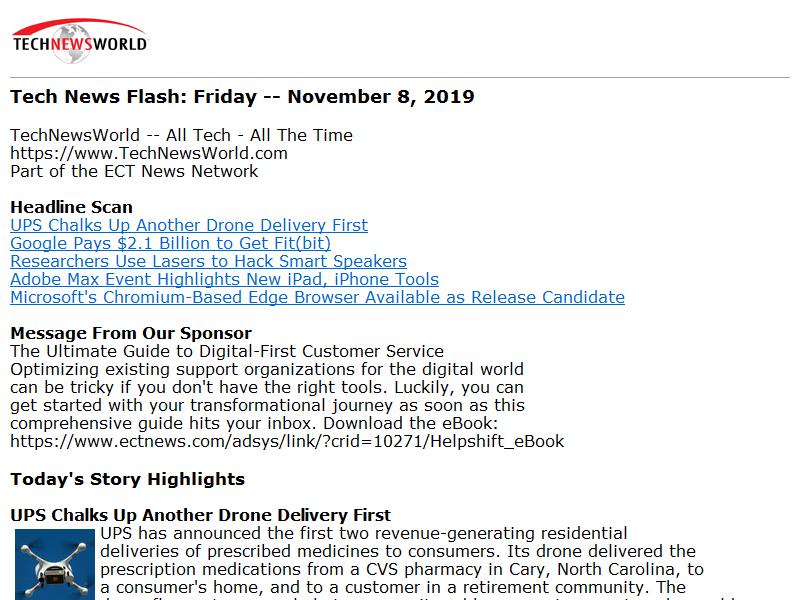 TECHNEWSWORLD
Tech News Flash: Friday -- November 8, 2019
TechNewsWorld -- All Tech - All The Time
https://www.TechNewsWorld.com
Part of the ECT News Network
Headline Scan
UPS Chalks Up Another Drone Delivery First
Google Pays $2.1 Billion to Get Fit(bit)
Researchers Use Lasers to Hack Smart Speakers
Adobe Max Event Highlights New iPad, iPhone Tools
Microsoft's Chromium-Based Edge Browser Available as Release Candidate
Message From Our Sponsor
The Ultimate Guide to Digital-First Customer Service
Optimizing existing support organizations for the digital world
can be tricky if you don't have the right tools. Luckily, you can
get started with your transformational journey as soon as this
comprehensive guide hits your inbox. Download the eBook:
https://www.ectnews.com/adsys/link/?crid=10271/Helpshift_eBook
Today's Story Highlights
UPS Chalks Up Another Drone Delivery First
UPS has announced the first two revenue-generating residential
deliveries of prescribed medicines to consumers. Its drone delivered the
prescription medications from a CVS pharmacy in Cary, North Carolina, to
a consumer's home, and to a customer in a retirement community. The